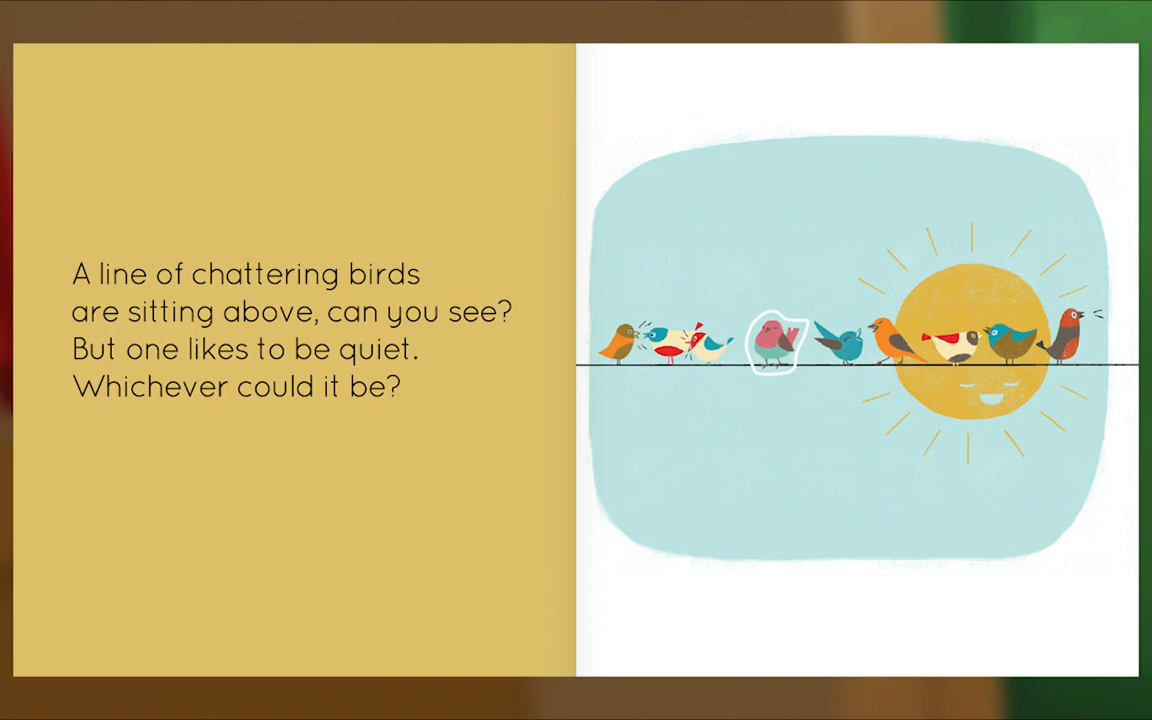 A line of chattering birds
are sitting above, can you see?
But one likes to be quiet.
Whichever could it be?